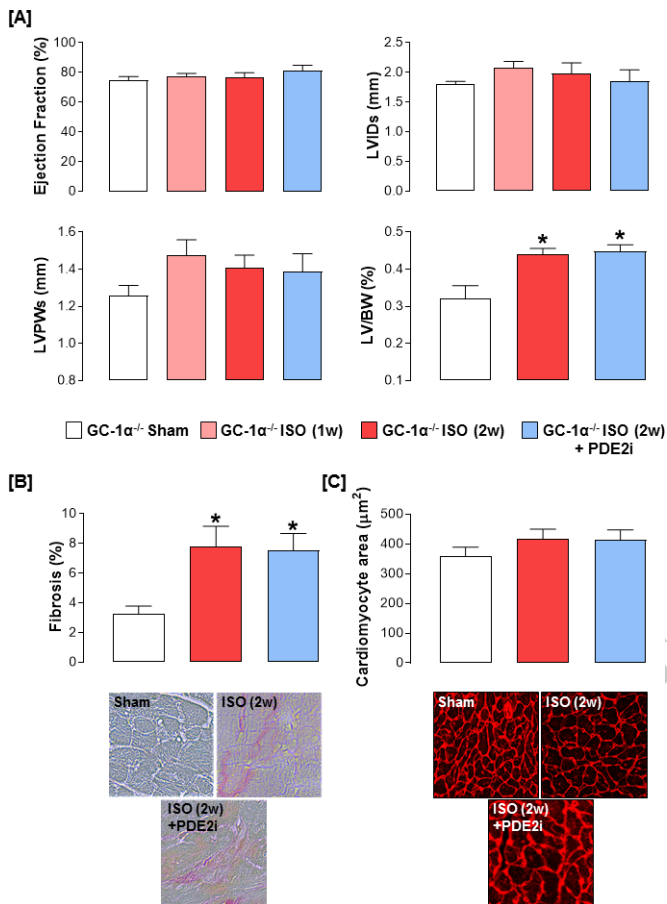 [A]
Ejection Fraction (%)
100
80
60
40
20
0
LVIDs (mm)
2.5
2.0
1.5
1.0
0.5
0.0
LVPWs (mm)
1.6
1.4
1.2
1.0
0.8
LV/BW (%)
0.5
0.4
0.3
0.2
0.1
* *
GC-1α⁻/⁻ Sham GC-1α⁻/⁻ ISO (1w) GC-1α⁻/⁻ ISO (2w) GC-1α⁻/⁻ ISO (2w)
+ PDE2i
[B]
Fibrosis (%)
10
8
6
4
2
0
* *
Sham ISO (2w)
ISO (2w)
+PDE2i
[C]
Cardiomyocyte area (μm²)
500
400
300
200
100
0
Sham ISO (2w)
ISO (2w)
+PDE2i